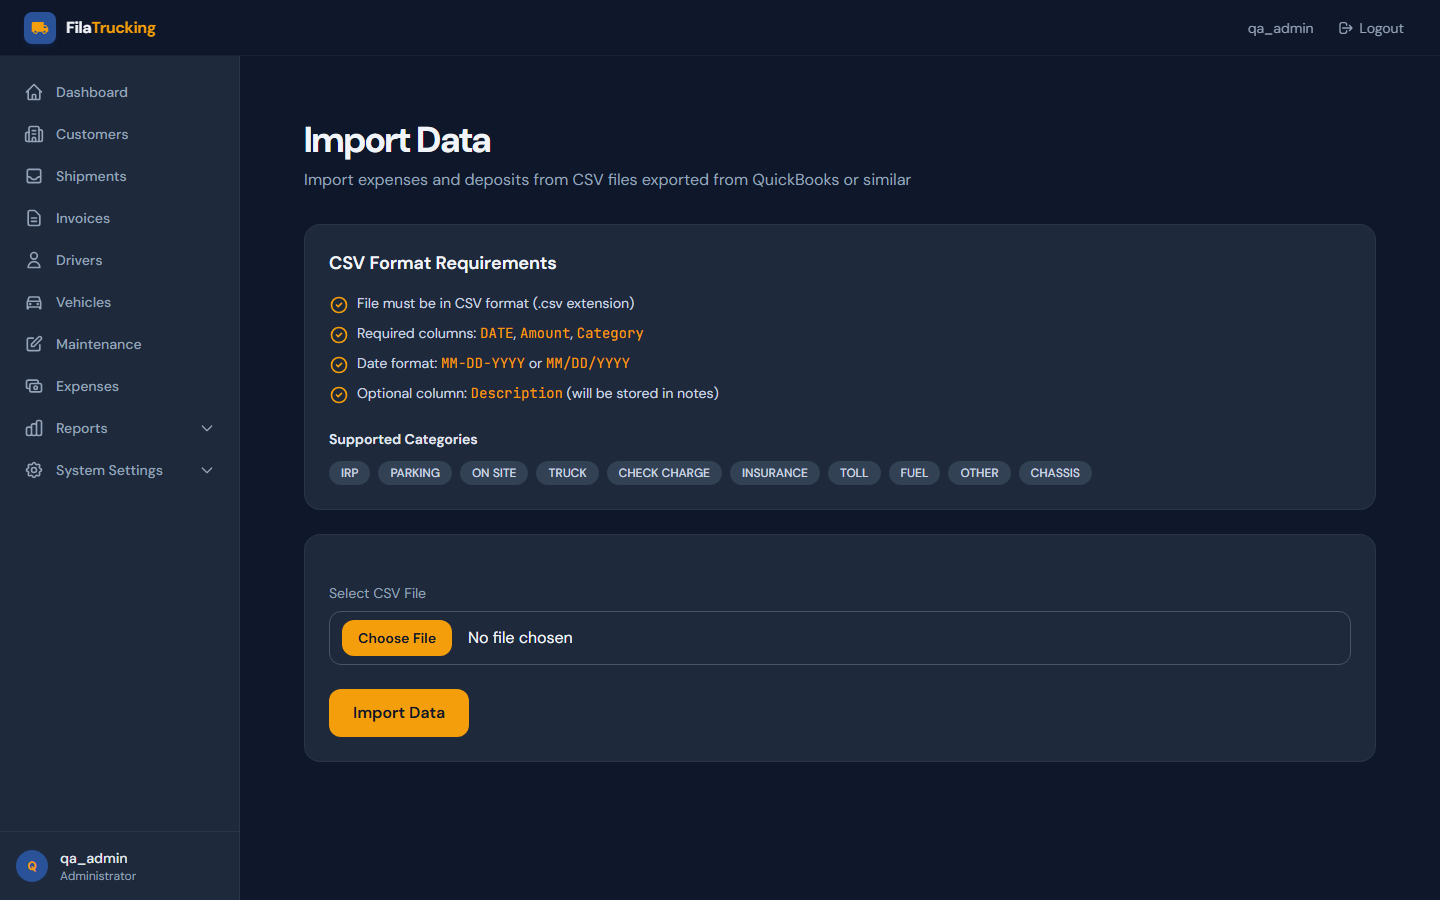 FilaTrucking
qa_admin
Logout
Dashboard
Customers
Shipments
Invoices
Drivers
Vehicles
Maintenance
Expenses
Reports
System Settings
Import Data
Import expenses and deposits from CSV files exported from QuickBooks or similar
CSV Format Requirements
File must be in CSV format (.csv extension)
Required columns: DATE, Amount, Category
Date format: MM-DD-YYYY or MM/DD/YYYY
Optional column: Description (will be stored in notes)
Supported Categories
IRP PARKING ON SITE TRUCK CHECK CHARGE INSURANCE TOLL FUEL OTHER CHASSIS
Select CSV File
Choose File No file chosen
Import Data
Q
qa_admin
Administrator